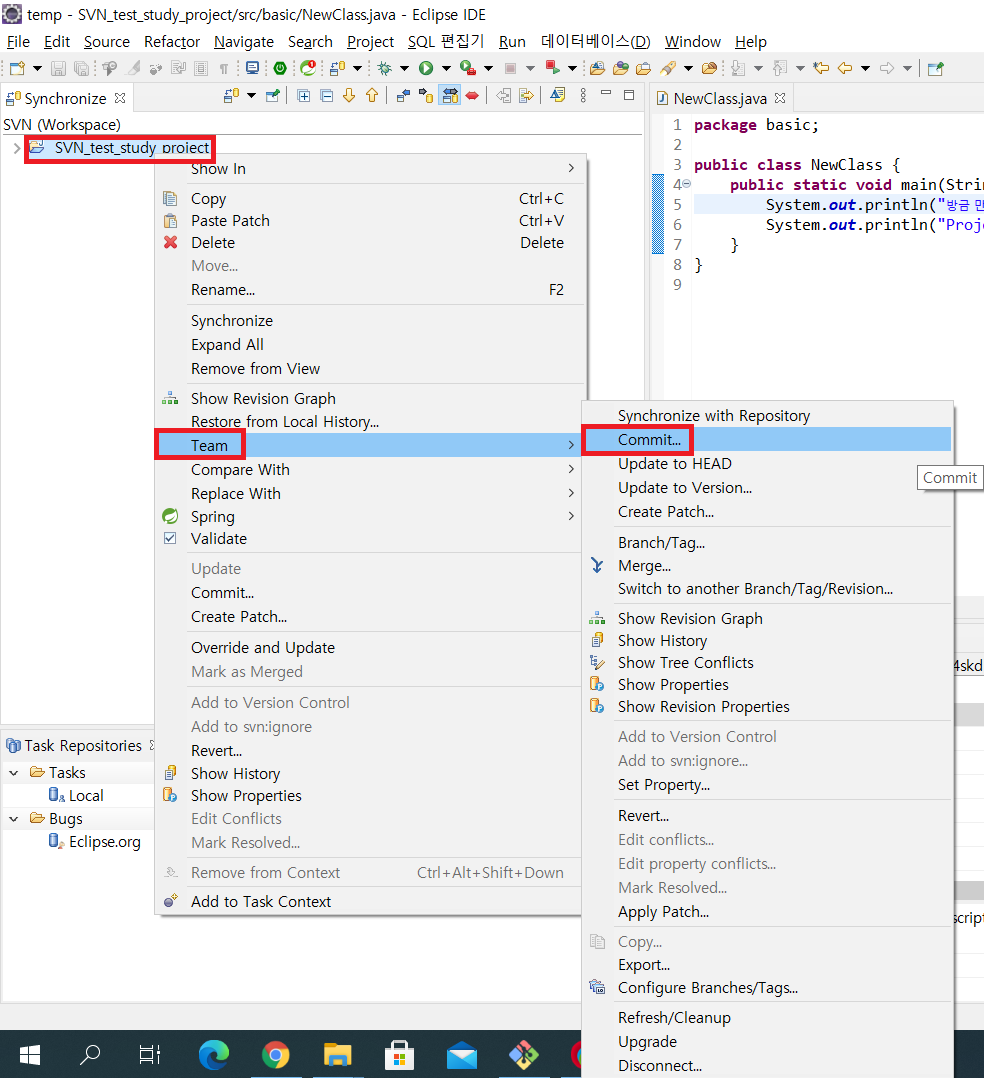 temp - SVN_test_study_project/src/basic/NewClass.java - Eclipse IDE
File Edit Source Refactor Navigate Search Project SQL 편집기 Run 데이터베이스(D) Window Help
Synchronize
SVN (Workspace)
SVN_test_study_project
NewClass.java
1 package basic;
2
3 public class NewClass {
4 public static void main(Strin
5 System.out.println("방금
6 System.out.println("Proje
7 }
8 }
9
Show In
Copy Ctrl+C
Paste Patch Ctrl+V
Delete Delete
Move...
Rename... F2
Synchronize
Expand All
Remove from View
Show Revision Graph
Restore from Local History...
Team
Compare With
Replace With
Spring
Validate
Update
Commit...
Create Patch...
Override and Update
Mark as Merged
Add to Version Control
Add to svn:ignore
Revert...
Show History
Show Properties
Edit Conflicts
Mark Resolved...
Remove from Context Ctrl+Alt+Shift+Down
Add to Task Context
Synchronize with Repository
Commit...
Update to HEAD
Update to Version...
Create Patch...
Branch/Tag...
Merge...
Switch to another Branch/Tag/Revision...
Show Revision Graph
Show History
Show Tree Conflicts
Show Properties
Show Revision Properties
Add to Version Control
Add to svn:ignore...
Set Property...
Revert...
Edit conflicts...
Edit property conflicts...
Mark Resolved...
Apply Patch...
Copy...
Export...
Configure Branches/Tags...
Refresh/Cleanup
Upgrade
Disconnect...
Commit
4skd
script
Task Repositories
Tasks
Local
Bugs
Eclipse.org